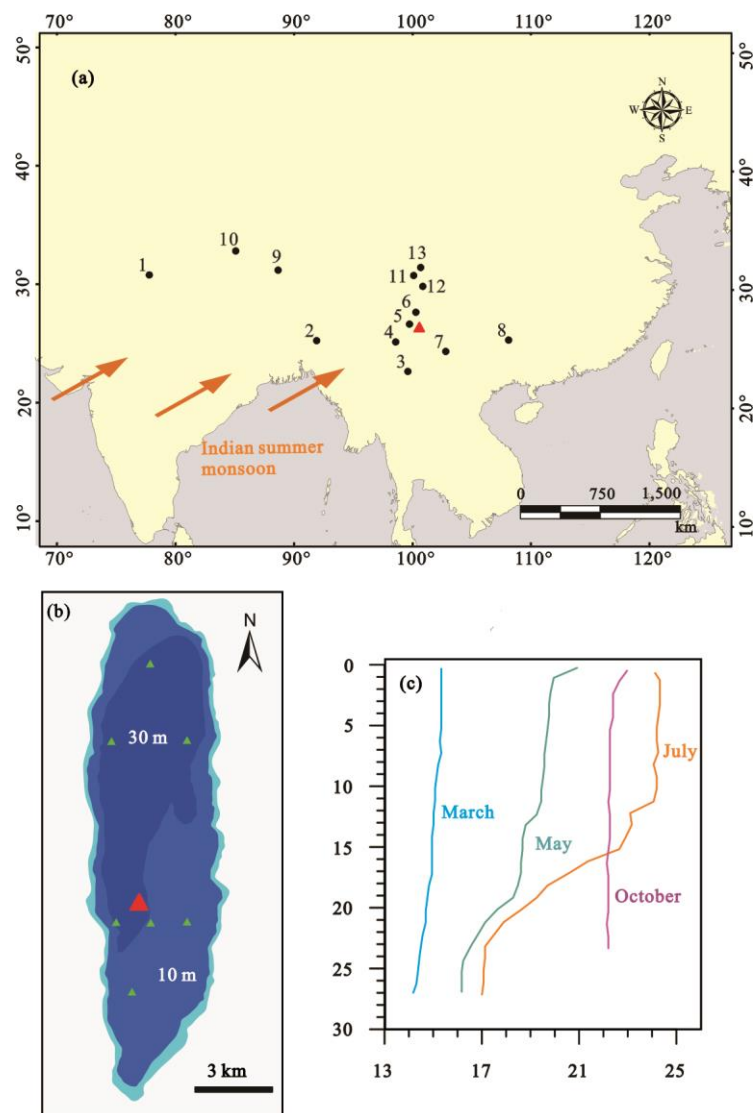 70° 80° 90° 100° 110° 120°
50° 50°
(a)
N
W E
S
40° 40°
13
10
9
1 11
12
30° 30°
6
5
2 4 8
7
3
20° 20°
Indian summer
monsoon
0 750 1,500
km
10° 10°
70° 80° 90° 100° 110° 120°
(b)
N
30 m
10 m
3 km
(c)
0
5
July
10
March
May
15
October
20
25
30
13 17 21 25